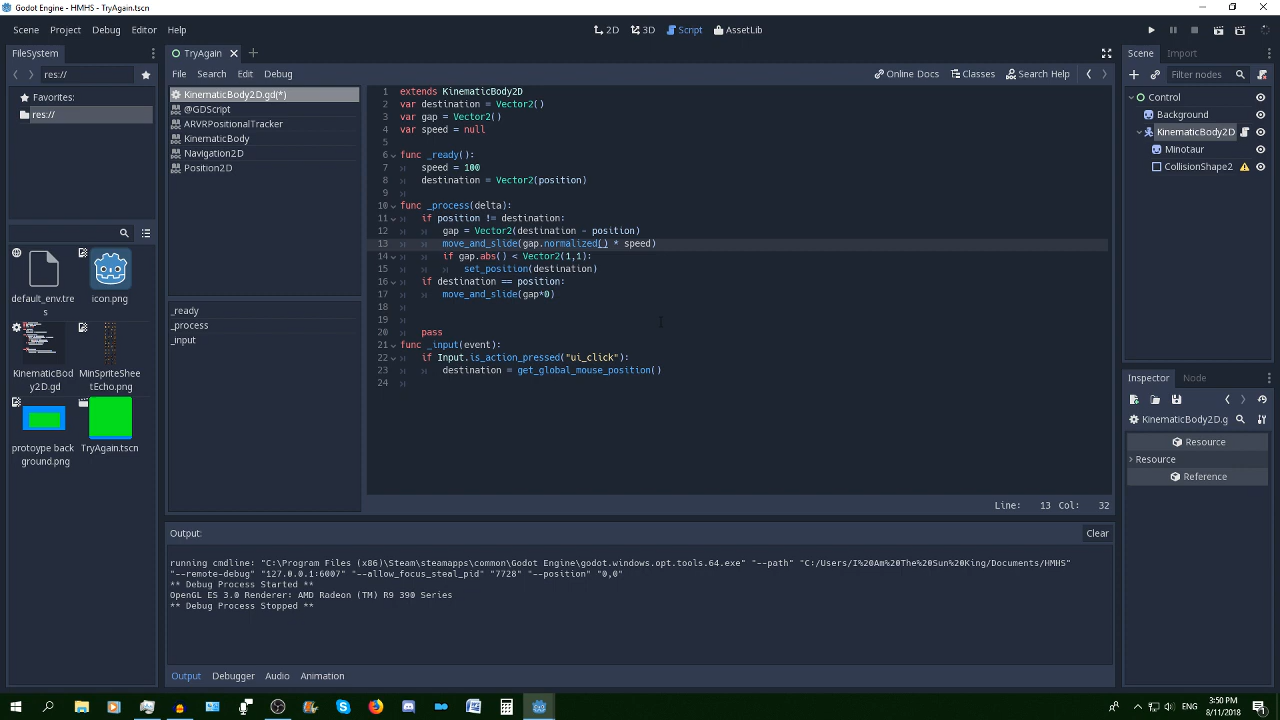 Godot Engine - HMHS - TryAgain.tscn
Scene Project Debug Editor Help
2D 3D Script AssetLib
FileSystem
res://
Favorites:
res://
default_env.tre
s
icon.png
KinematicBod
y2D.gd
MinSpriteShee
tEcho.png
protoype back
ground.png
TryAgain.tscn
TryAgain
File Search Edit Debug
Online Docs Classes Search Help
KinematicBody2D.gd(*)
@GDScript
ARVRPositionalTracker
KinematicBody
Navigation2D
Position2D
_ready
_process
_input
1 extends KinematicBody2D
2 var destination = Vector2()
3 var gap = Vector2()
4 var speed = null
5
6 func _ready():
7 speed = 100
8 destination = Vector2(position)
9
10 func _process(delta):
11 if position != destination:
12 gap = Vector2(destination - position)
13 move_and_slide(gap.normalized() * speed)
14 if gap.abs() < Vector2(1,1):
15 set_position(destination)
16 if destination == position:
17 move_and_slide(gap*0)
18
19
20 pass
21 func _input(event):
22 if Input.is_action_pressed("ui_click"):
23 destination = get_global_mouse_position()
24
Line: 13 Col: 32
Output:
Clear
running cmdline: "C:\Program Files (x86)\Steam\steamapps\common\Godot Engine\godot.windows.opt.tools.64.exe" "--path" "C:/Users/I%20Am%20The%20Sun%20King/Documents/HMHS"
"--remote-debug" "127.0.0.1:6007" "--allow_focus_steal_pid" "7728" "--position" "0,0"
** Debug Process Started **
OpenGL ES 3.0 Renderer: AMD Radeon (TM) R9 390 Series
** Debug Process Stopped **
Output Debugger Audio Animation
Scene Import
Filter nodes
Control
Background
KinematicBody2D
Minotaur
CollisionShape2
Inspector Node
KinematicBody2D.g
Resource
Resource
Reference
3:50 PM
8/11/2018